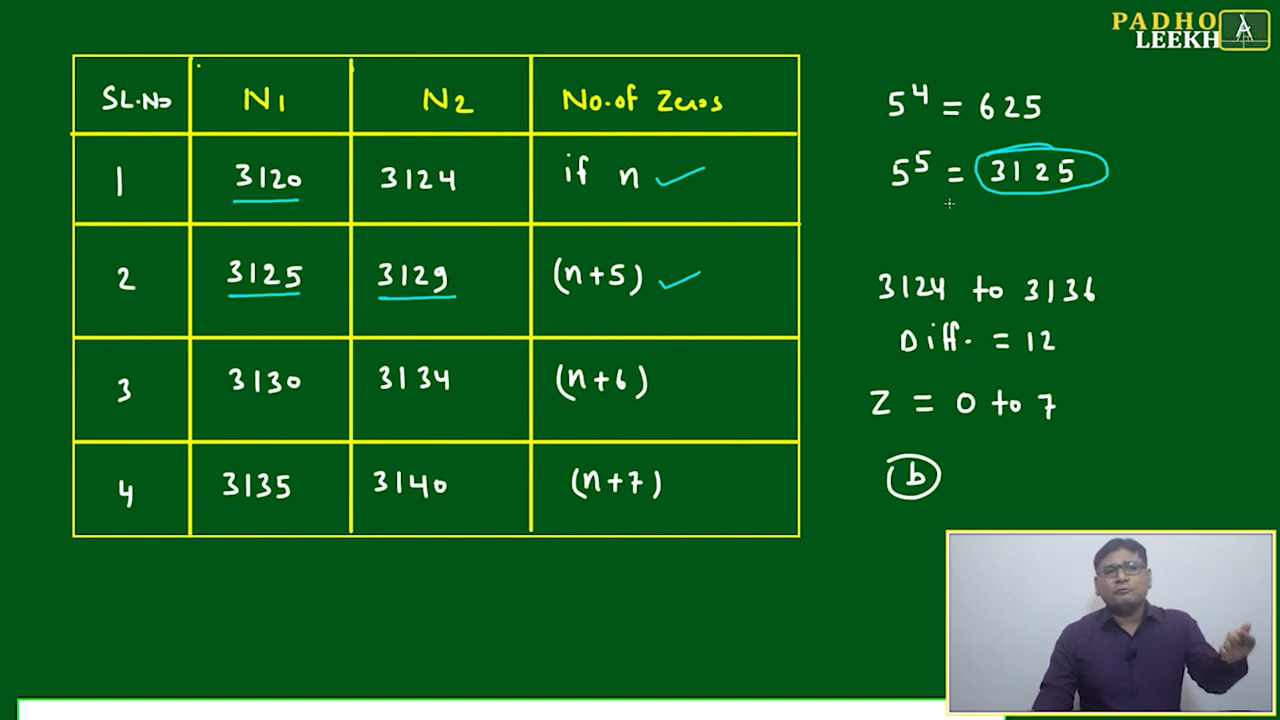 PADHO
LEEKH
SL.No N1 N2 No.of Zeros
1 3120 3124 if n
2 3125 3129 (n+5)
3 3130 3134 (n+6)
4 3135 3140 (n+7)
5^4 = 625
5^5 = 3125
3124 to 3136
Diff. = 12
Z = 0 to 7
b